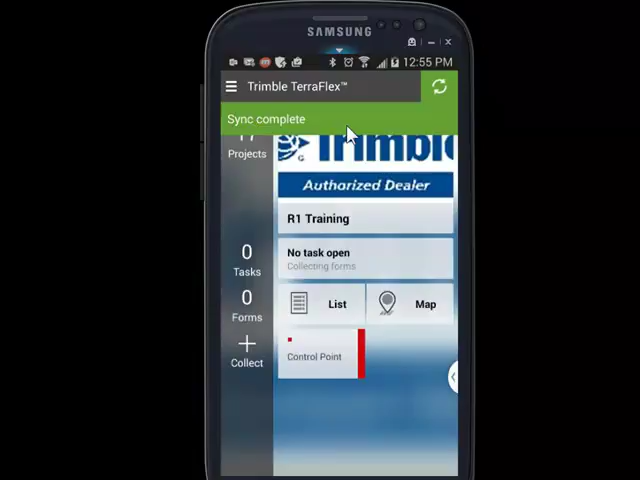 SAMSUNG
12:55 PM
Trimble TerraFlex™
Sync complete
Projects
Trimble
Authorized Dealer
R1 Training
No task open
Collecting forms
0
Tasks
0
Forms
List
Map
+
Collect
Control Point